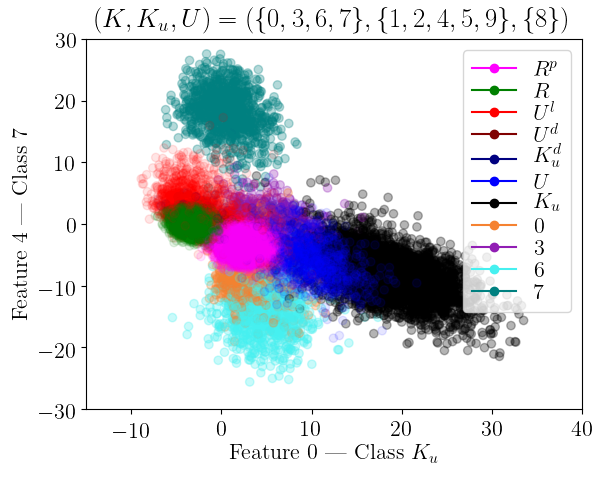 (K, K_u, U) = ({0, 3, 6, 7}, {1, 2, 4, 5, 9}, {8})
30
20
10
0
−10
−20
−30
Feature 4 — Class 7
R^p
R
U^l
U^d
K_u^d
U
K_u
0
3
6
7
−10
0
10
20
30
40
Feature 0 — Class K_u